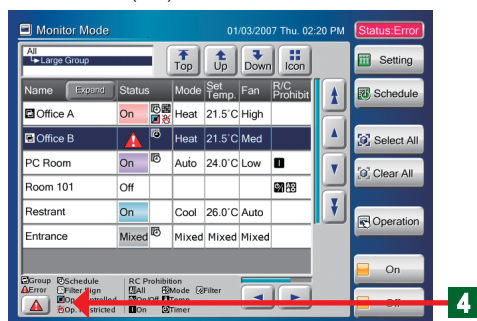 Monitor Mode 01/03/2007 Thu. 02:20 PM Status:Error
All
Large Group
Top Up Down Icon
Setting
Name Expand Status Mode Set Temp. Fan R/C Prohibit
Schedule
Office A On Heat 21.5°C High
Office B Heat 21.5°C Med
Select All
PC Room On Auto 24.0°C Low
Clear All
Room 101 Off
Restrant On Cool 26.0°C Auto
Operation
Entrance Mixed Mixed Mixed Mixed
Group Schedule RC Prohibition
Error Filter Sign All Mode Filter
On/Off Temp
Op. Restricted On Timer
On
Off
4